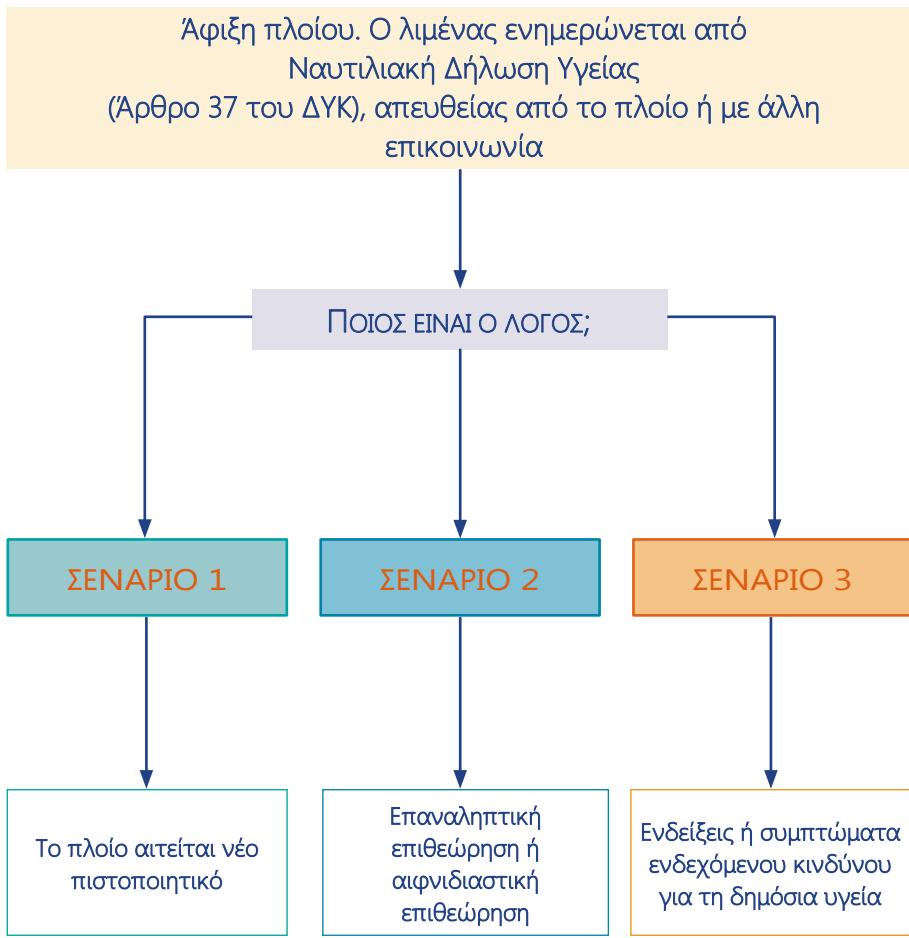 Άφιξη πλοίου. Ο λιμένας ενημερώνεται από
Ναυτιλιακή Δήλωση Υγείας
(Άρθρο 37 του ΔΥΚ), απευθείας από το πλοίο ή με άλλη
επικοινωνία
ΠΟΙΟΣ ΕΙΝΑΙ Ο ΛΟΓΟΣ;
ΣΕΝΑΡΙΟ 1
ΣΕΝΑΡΙΟ 2
ΣΕΝΑΡΙΟ 3
Το πλοίο αιτείται νέο
πιστοποιητικό
Επαναληπτική
επιθεώρηση ή
αιφνιδιαστική
επιθεώρηση
Ενδείξεις ή συμπτώματα
ενδεχόμενου κινδύνου
για τη δημόσια υγεία